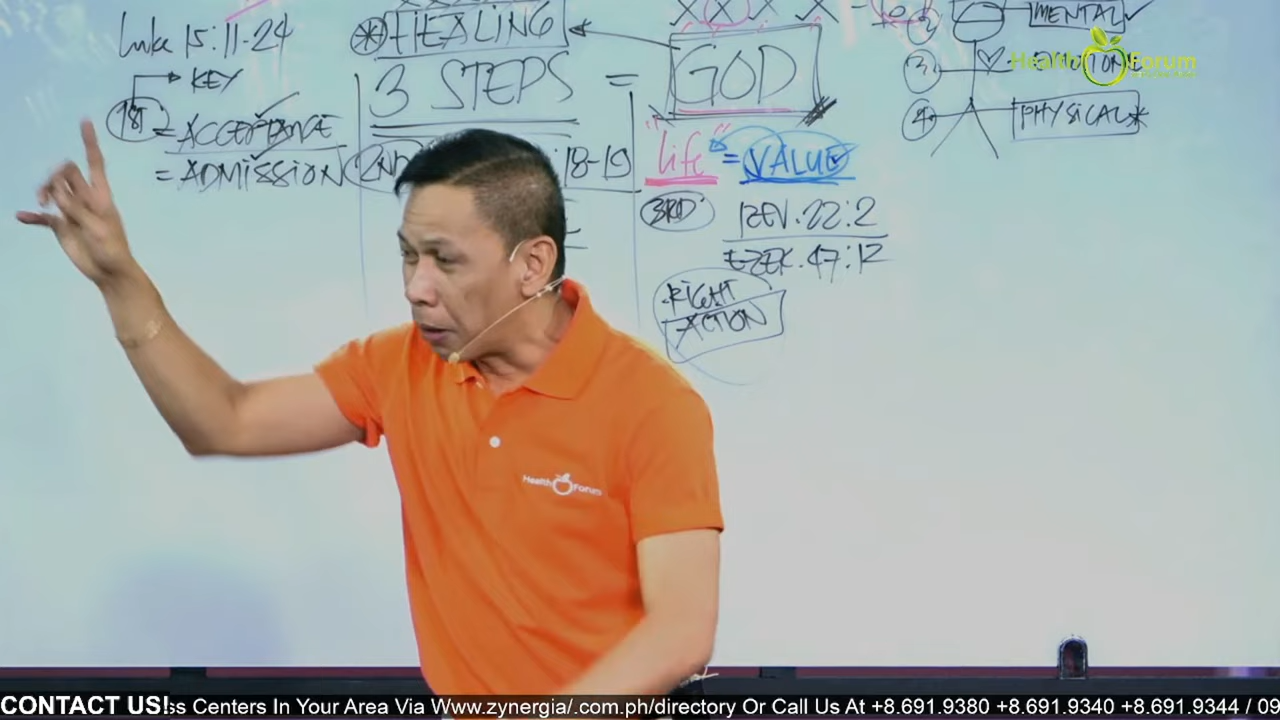 Luke 15:11-24
KEY
1st = ACCEPTANCE
= ADMISSION
HEALING
3 STEPS = GOD
2ND
:18-19
"life" = VALUE
3RD
REV. 22:2
EZEK. 47:12
RIGHT
ACTION
MENTAL
3.
4.
PHYSICAL
Health Forum
Health Forum
CONTACT US!
ss Centers In Your Area Via Www.zynergia/.com.ph/directory Or Call Us At +8.691.9380 +8.691.9340 +8.691.9344 / 09